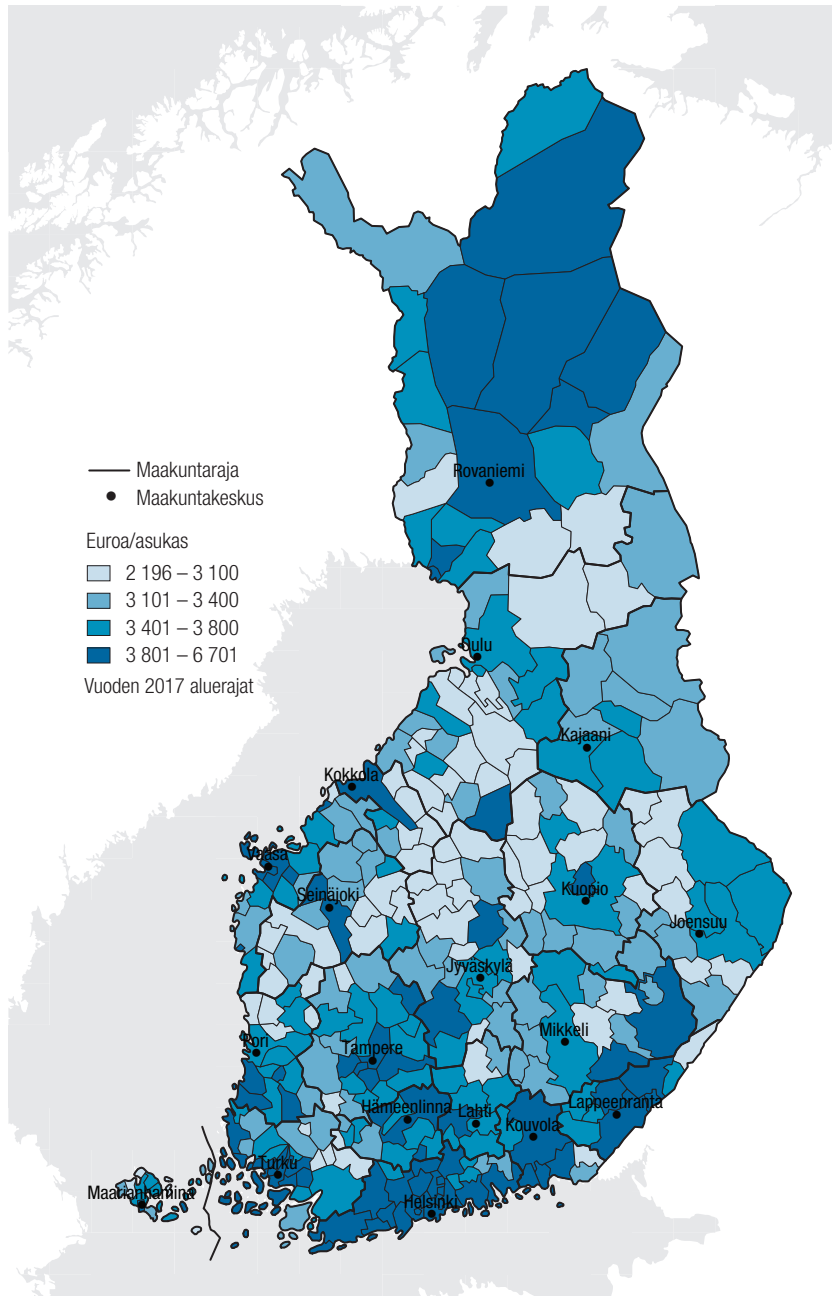 Rovaniemi
Maakuntaraja
Maakuntakeskus
Euroa/asukas
2 196 – 3 100
3 101 – 3 400
3 401 – 3 800
3 801 – 6 701
Vuoden 2017 aluerajat
Oulu
Kajaani
Kokkola
Vaasa
Seinäjoki
Kuopio
Joensuu
Jyväskylä
Mikkeli
Pori
Tampere
Hämeenlinna
Lahti
Kouvola
Lappeenranta
Turku
Maarianhamina
Helsinki